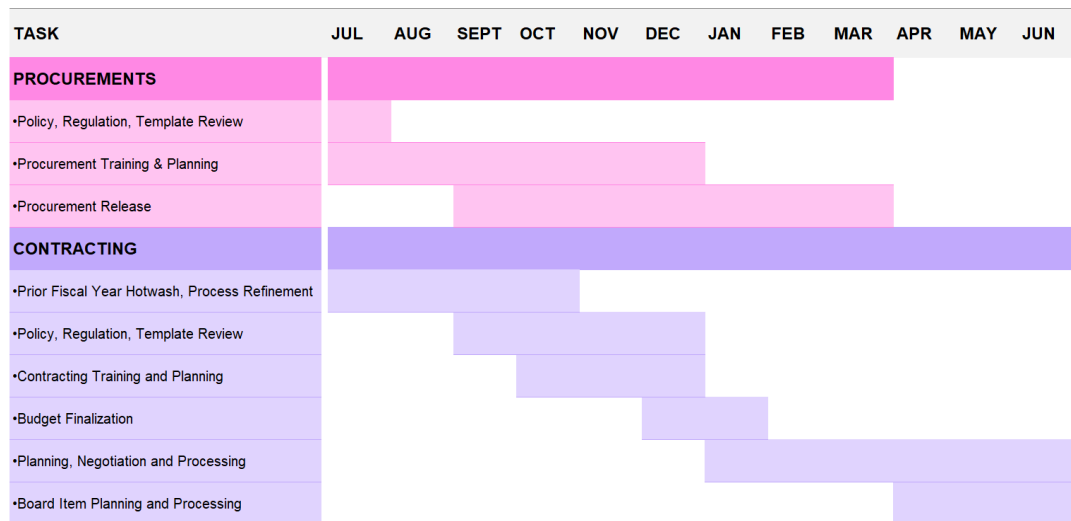 TASK JUL AUG SEPT OCT NOV DEC JAN FEB MAR APR MAY JUN
PROCUREMENTS
•Policy, Regulation, Template Review
•Procurement Training & Planning
•Procurement Release
CONTRACTING
•Prior Fiscal Year Hotwash, Process Refinement
•Policy, Regulation, Template Review
•Contracting Training and Planning
•Budget Finalization
•Planning, Negotiation and Processing
•Board Item Planning and Processing